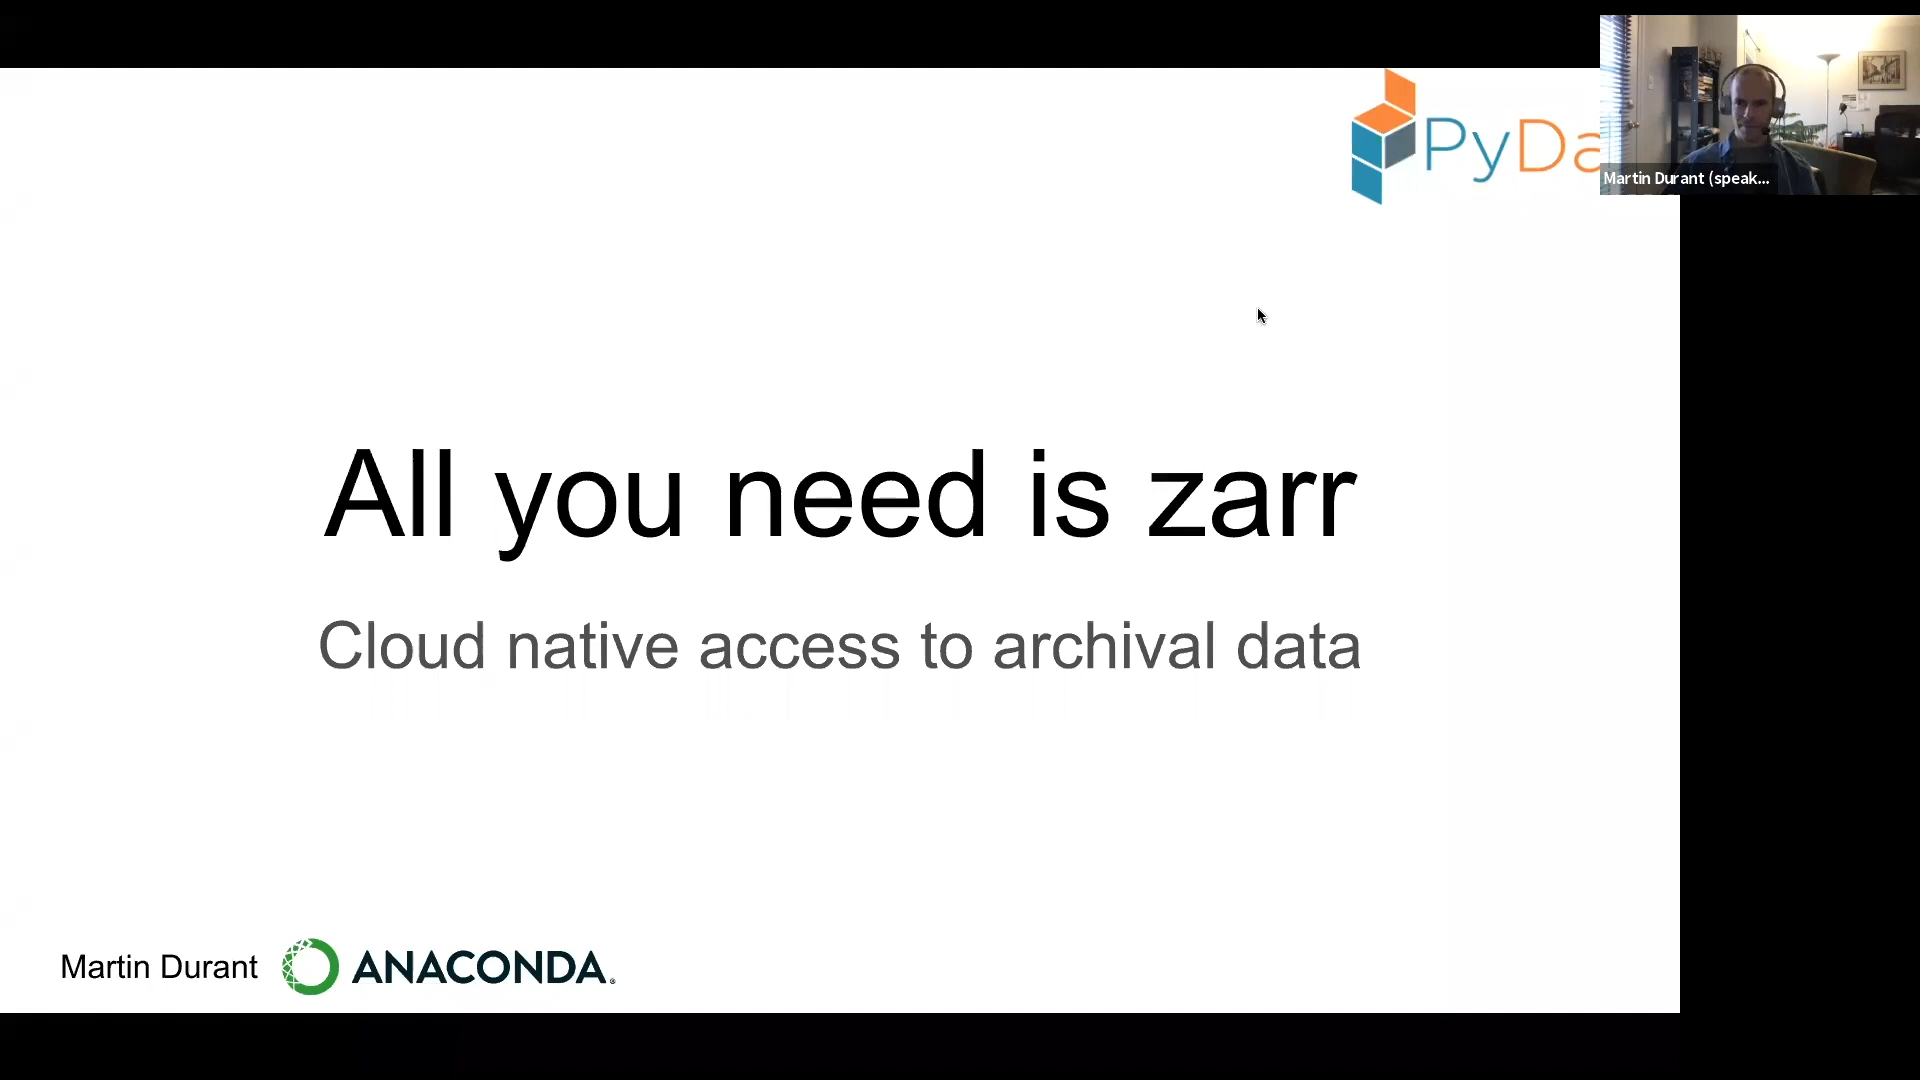 PyDa
Martin Durant (speak...
All you need is zarr
Cloud native access to archival data
Martin Durant
ANACONDA®